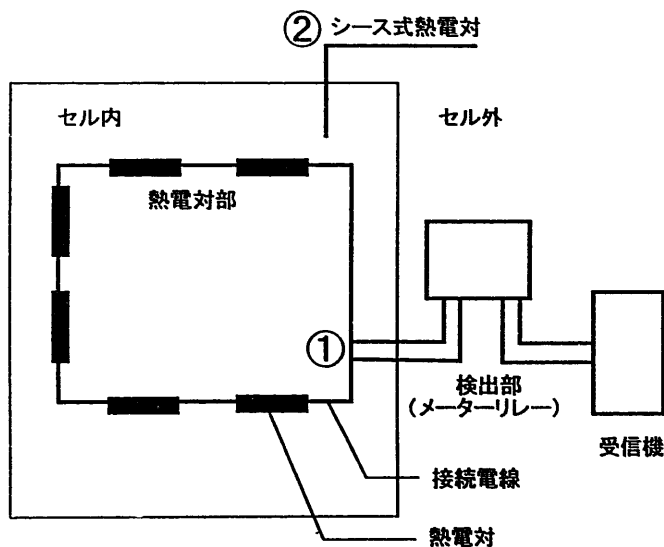 ② シース式熱電対
セル内
セル外
熱電対部
①
検出部
(メーターリレー)
受信機
接続電線
熱電対